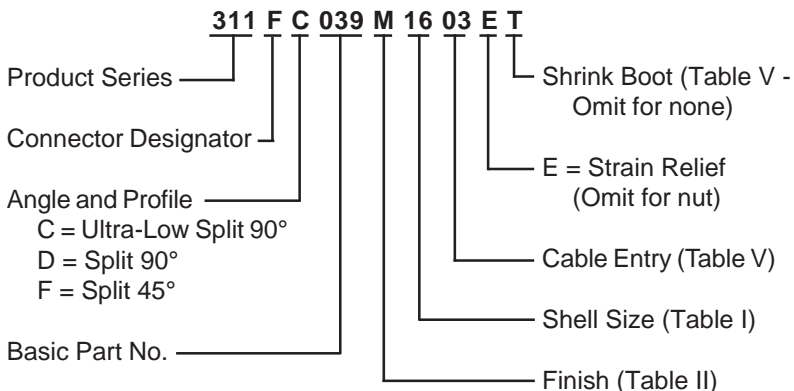 311 F C 039 M 16 03 E T
Product Series
Connector Designator
Angle and Profile
C = Ultra-Low Split 90°
D = Split 90°
F = Split 45°
Basic Part No.
Shrink Boot (Table V -
Omit for none)
E = Strain Relief
(Omit for nut)
Cable Entry (Table V)
Shell Size (Table I)
Finish (Table II)